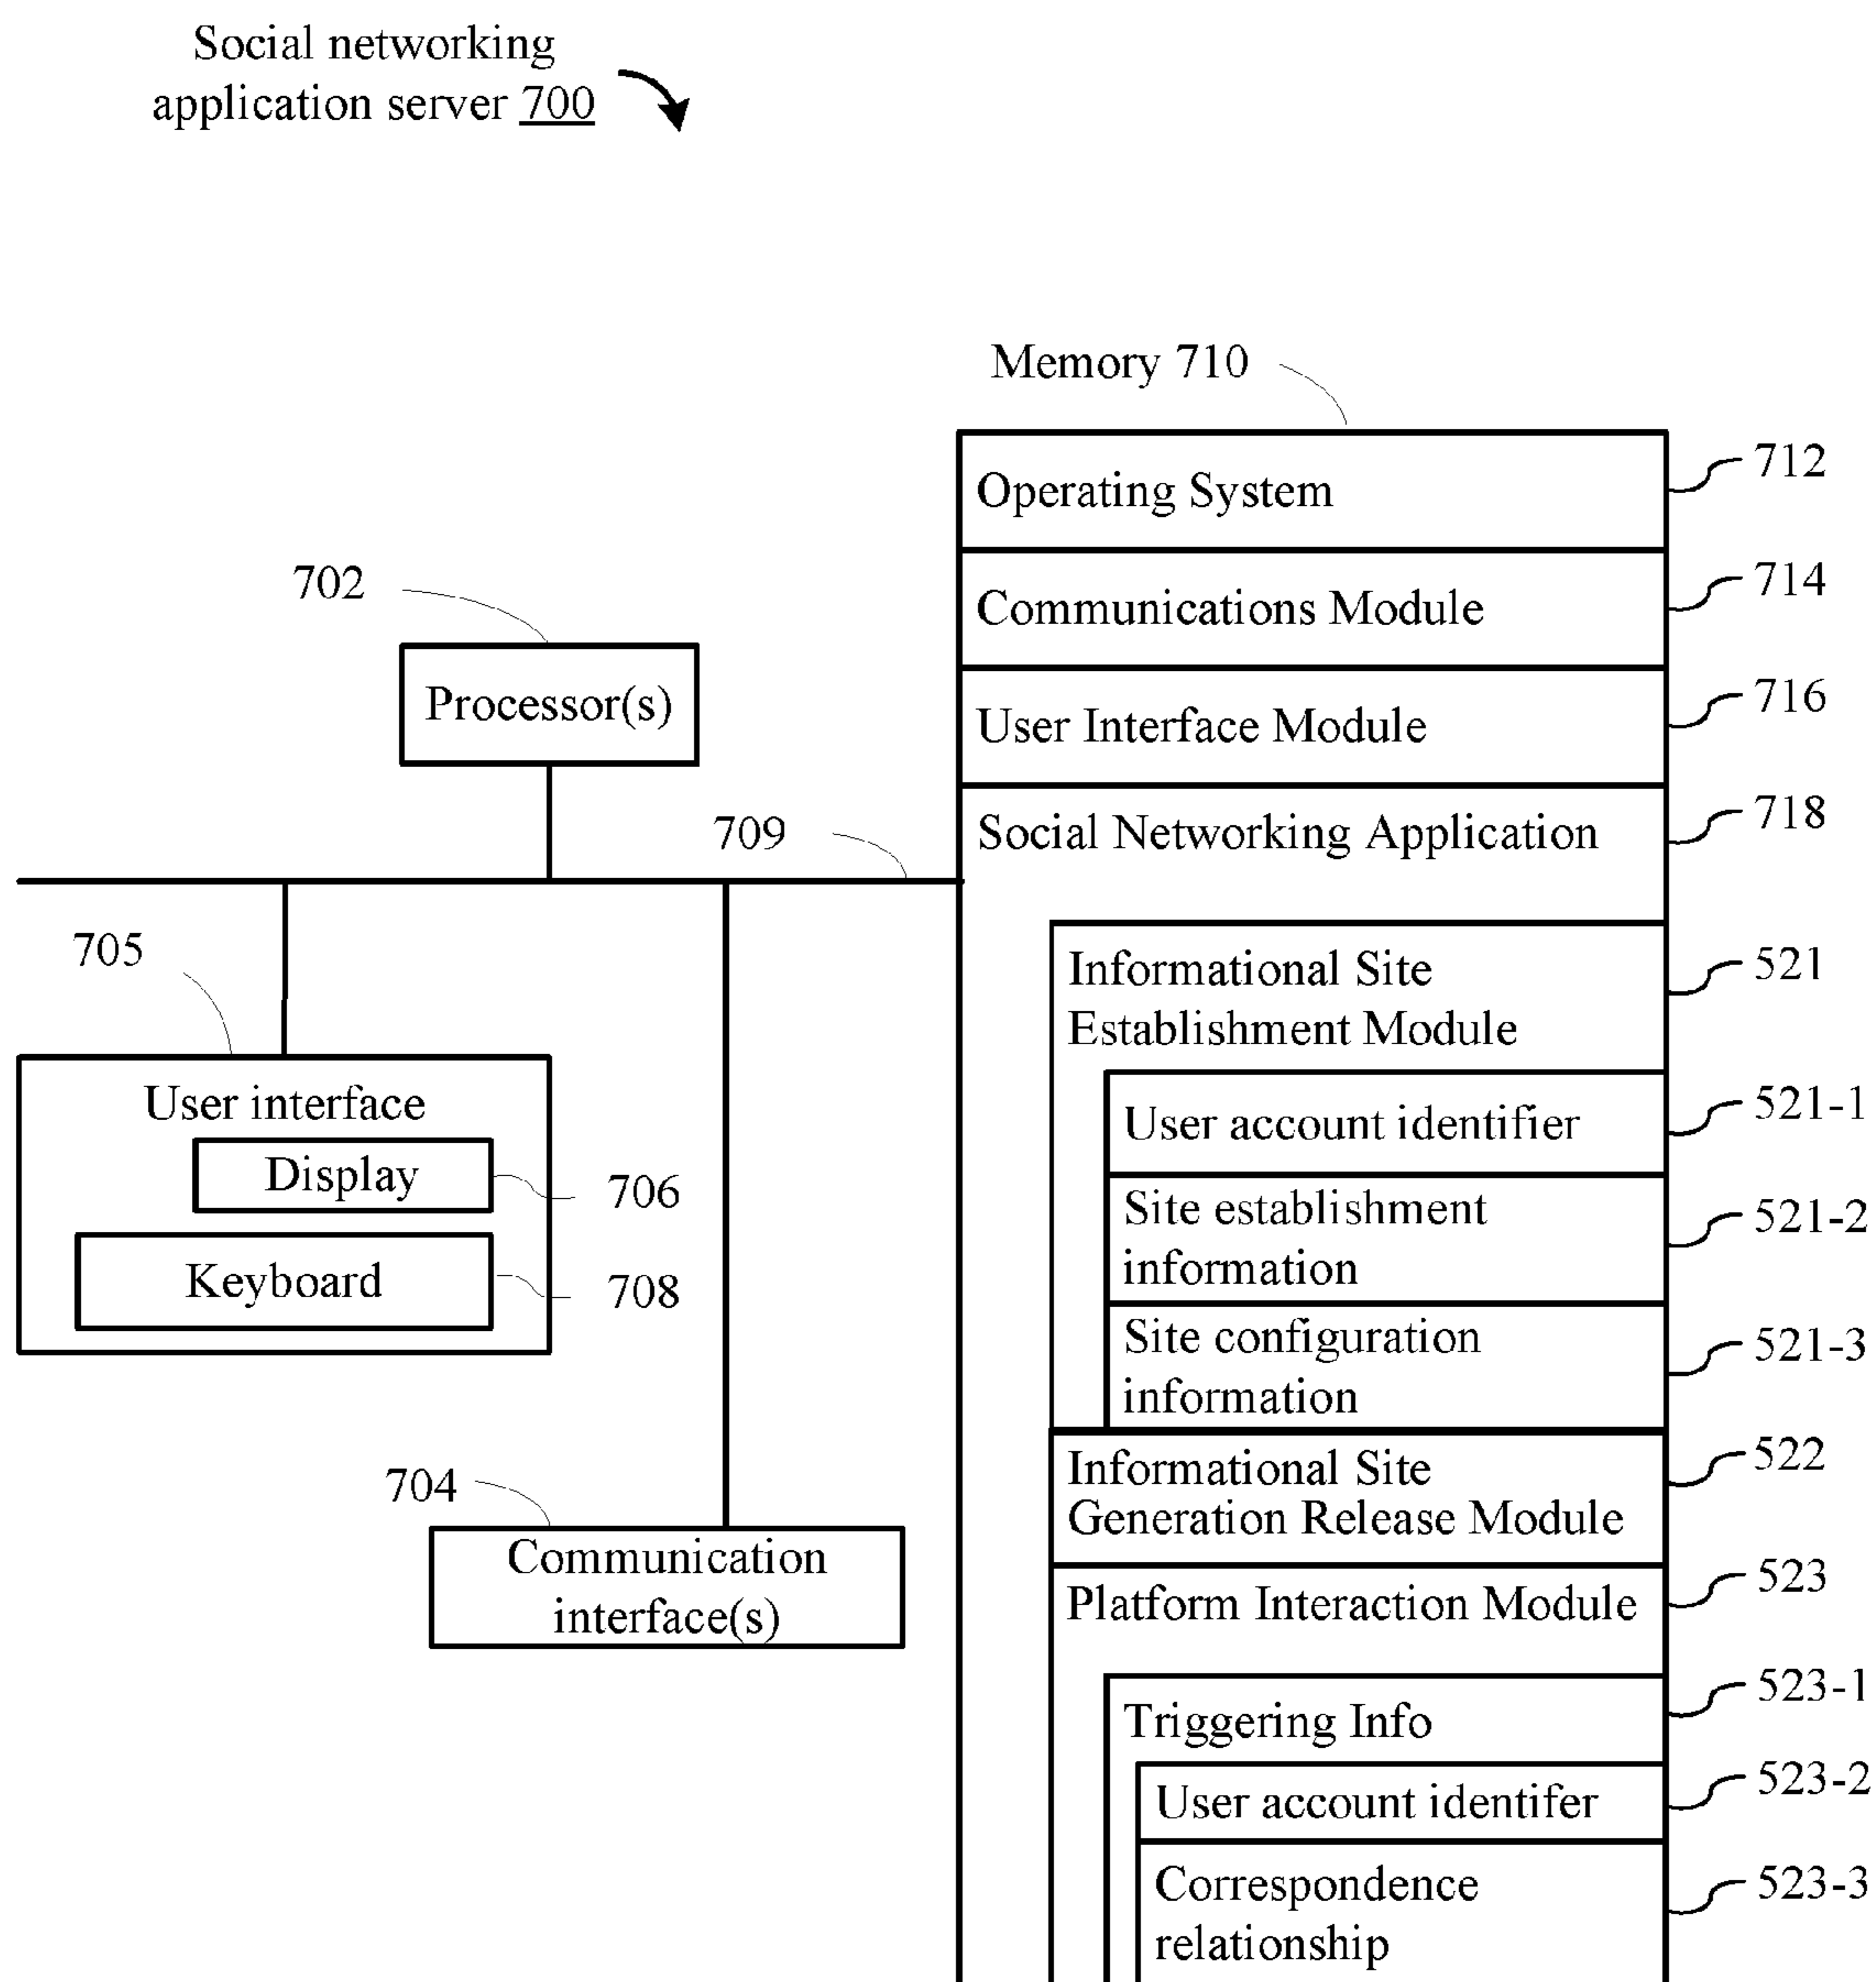 Social networking
application server 700
Memory 710
Operating System
712
Communications Module
714
User Interface Module
716
Social Networking Application
718
702
Processor(s)
709
705
User interface
Display
706
Keyboard
708
704
Communication
interface(s)
Informational Site
Establishment Module
521
User account identifier
521-1
Site establishment
information
521-2
Site configuration
information
521-3
Informational Site
Generation Release Module
522
Platform Interaction Module
523
Triggering Info
523-1
User account identifer
523-2
Correspondence
relationship
523-3